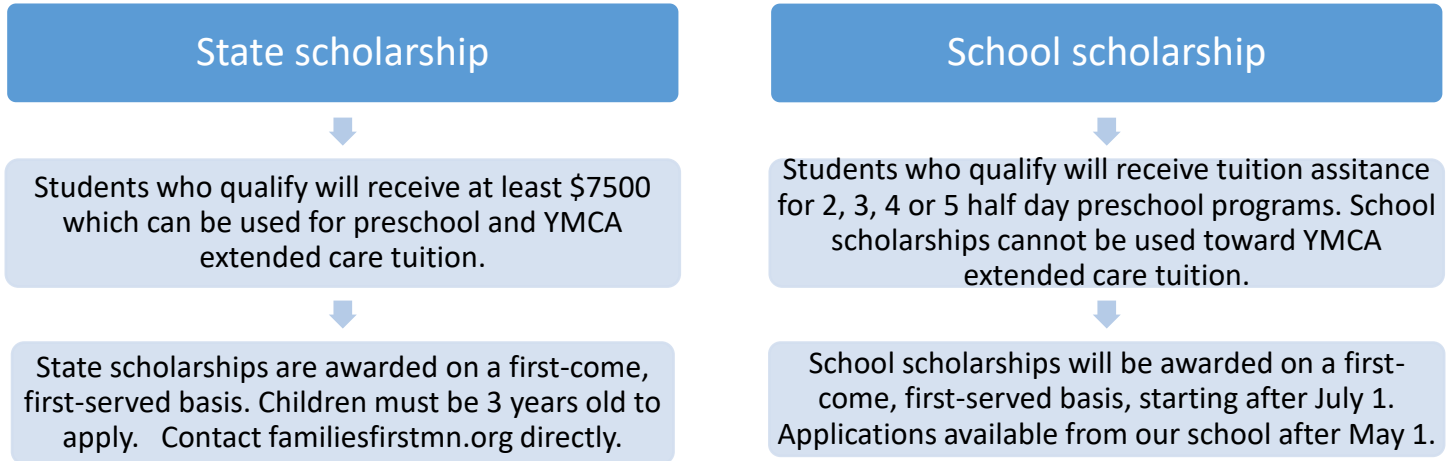 State scholarship
Students who qualify will receive at least $7500
which can be used for preschool and YMCA
extended care tuition.
State scholarships are awarded on a first-come,
first-served basis. Children must be 3 years old to
apply.   Contact familiesfirstmn.org directly.
School scholarship
Students who qualify will receive tuition assitance
for 2, 3, 4 or 5 half day preschool programs. School
scholarships cannot be used toward YMCA
extended care tuition.
School scholarships will be awarded on a first-
come, first-served basis, starting after July 1.
Applications available from our school after May 1.